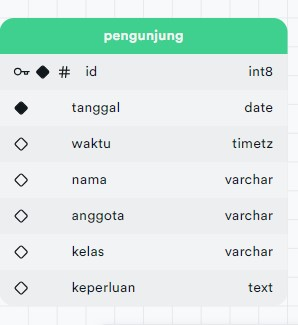 pengunjung
# id int8
tanggal date
waktu timetz
nama varchar
anggota varchar
kelas varchar
keperluan text